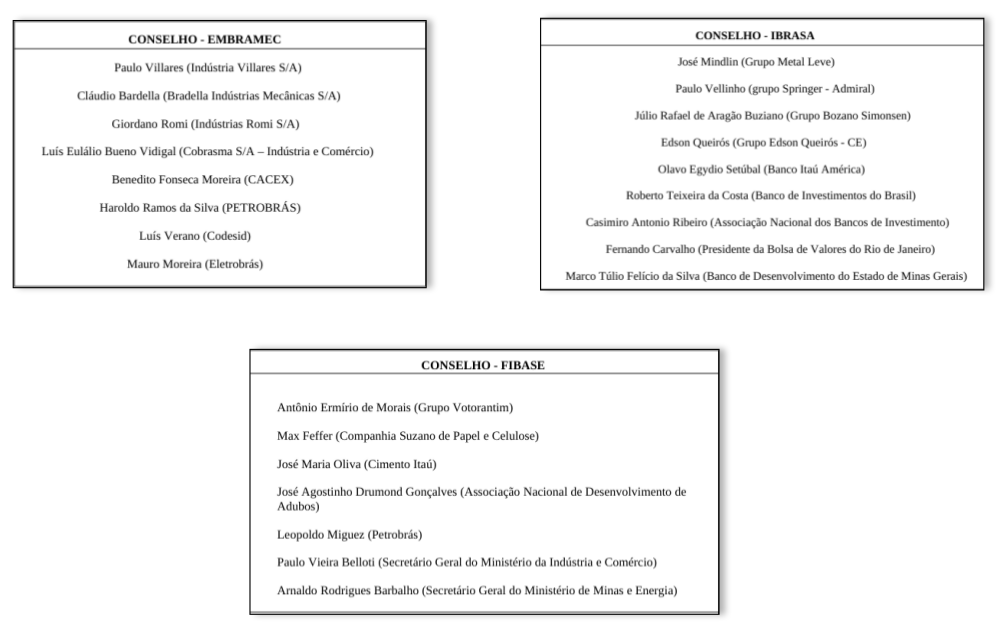 CONSELHO - EMBRAMEC
Paulo Villares (Indústria Villares S/A)
Cláudio Bardella (Bradella Indústrias Mecânicas S/A)
Giordano Romi (Indústrias Romi S/A)
Luís Eulálio Bueno Vidigal (Cobrasma S/A – Indústria e Comércio)
Benedito Fonseca Moreira (CACEX)
Haroldo Ramos da Silva (PETROBRÁS)
Luís Verano (Codesid)
Mauro Moreira (Eletrobrás)
CONSELHO - IBRASA
José Mindlin (Grupo Metal Leve)
Paulo Vellinho (grupo Springer - Admiral)
Júlio Rafael de Aragão Buziano (Grupo Bozano Simonsen)
Edson Queirós (Grupo Edson Queirós - CE)
Olavo Egydio Setúbal (Banco Itaú América)
Roberto Teixeira da Costa (Banco de Investimentos do Brasil)
Casimiro Antonio Ribeiro (Associação Nacional dos Bancos de Investimento)
Fernando Carvalho (Presidente da Bolsa de Valores do Rio de Janeiro)
Marco Túlio Felício da Silva (Banco de Desenvolvimento do Estado de Minas Gerais)
CONSELHO - FIBASE
Antônio Ermírio de Morais (Grupo Votorantim)
Max Feffer (Companhia Suzano de Papel e Celulose)
José Maria Oliva (Cimento Itaú)
José Agostinho Drumond Gonçalves (Associação Nacional de Desenvolvimento de
Adubos)
Leopoldo Miguez (Petrobrás)
Paulo Vieira Belloti (Secretário Geral do Ministério da Indústria e Comércio)
Arnaldo Rodrigues Barbalho (Secretário Geral do Ministério de Minas e Energia)